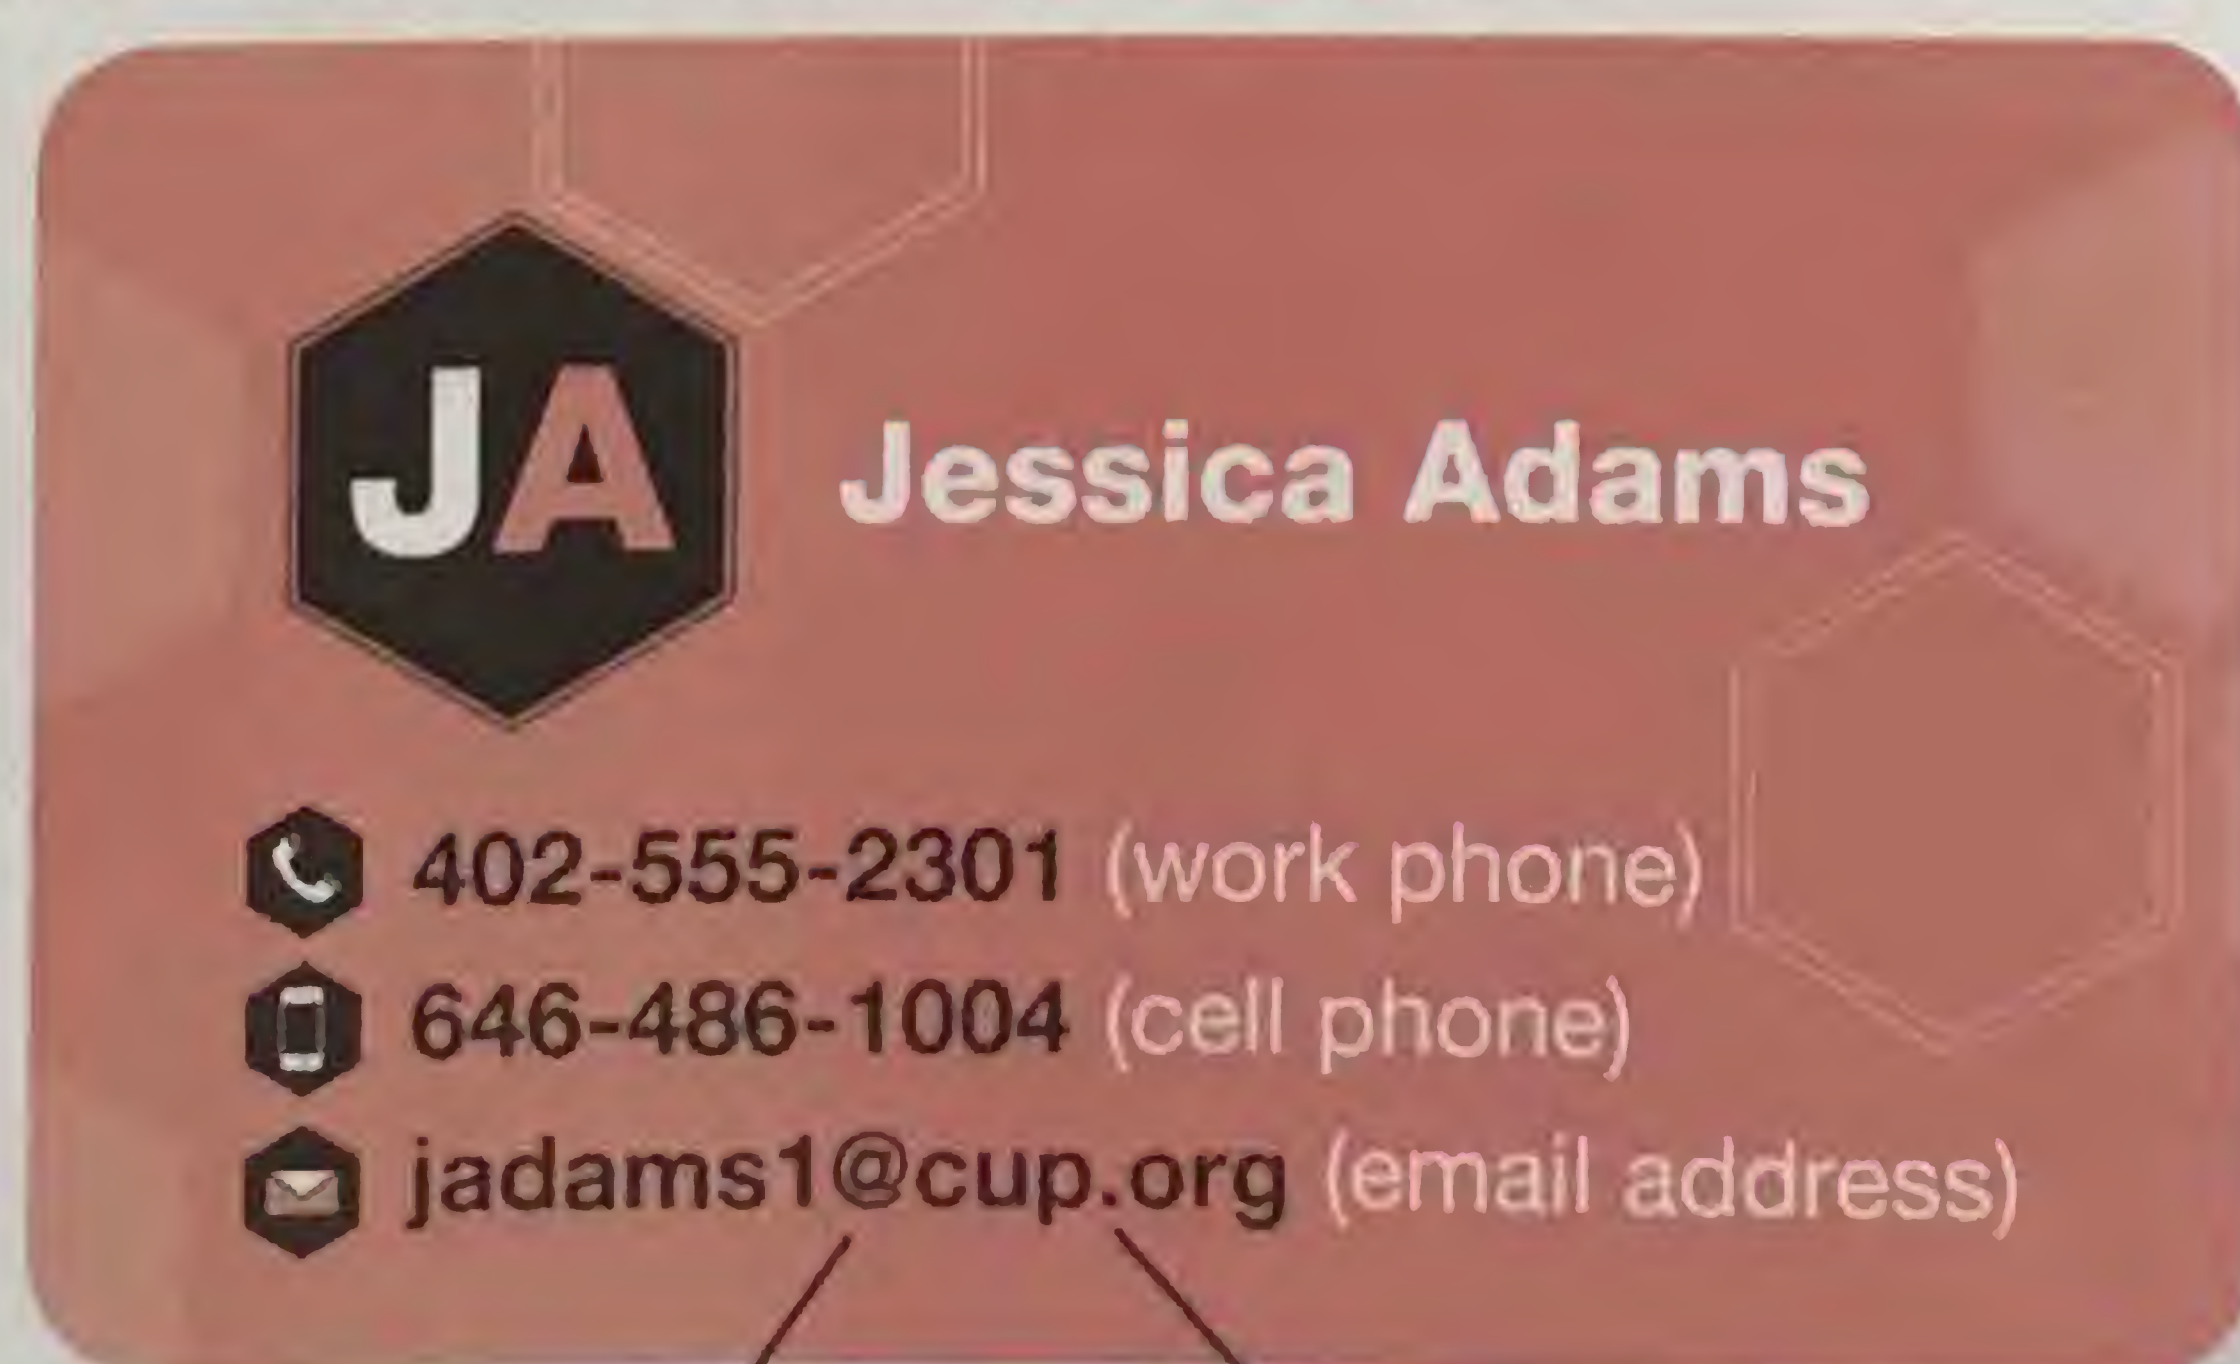 JA
Jessica Adams
402-555-2301 (work phone)
646-486-1004 (cell phone)
jadams1@cup.org (email address)